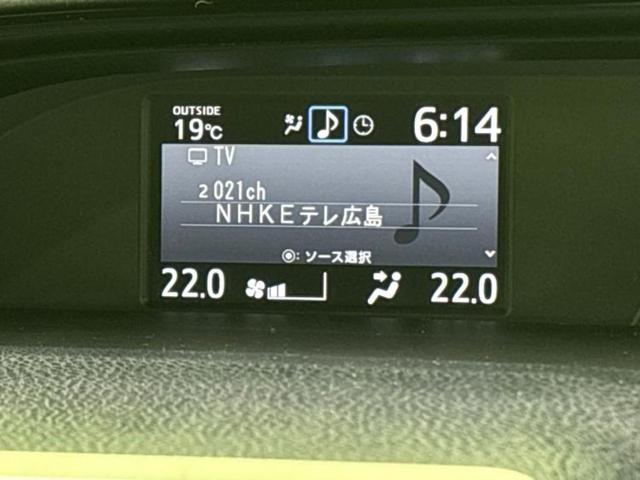 OUTSIDE
19℃
6:14
TV
2 021ch
NHKEテレ広島
◉: ソース選択
22.0
22.0